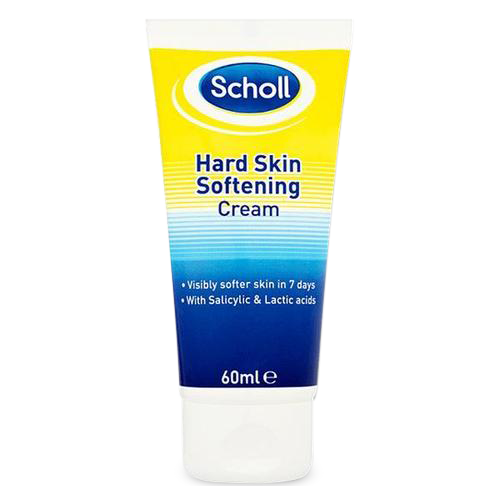 Scholl
Hard Skin
Softening
Cream
• Visibly softer skin in 7 days
• With Salicylic & Lactic acids
60ml ℮